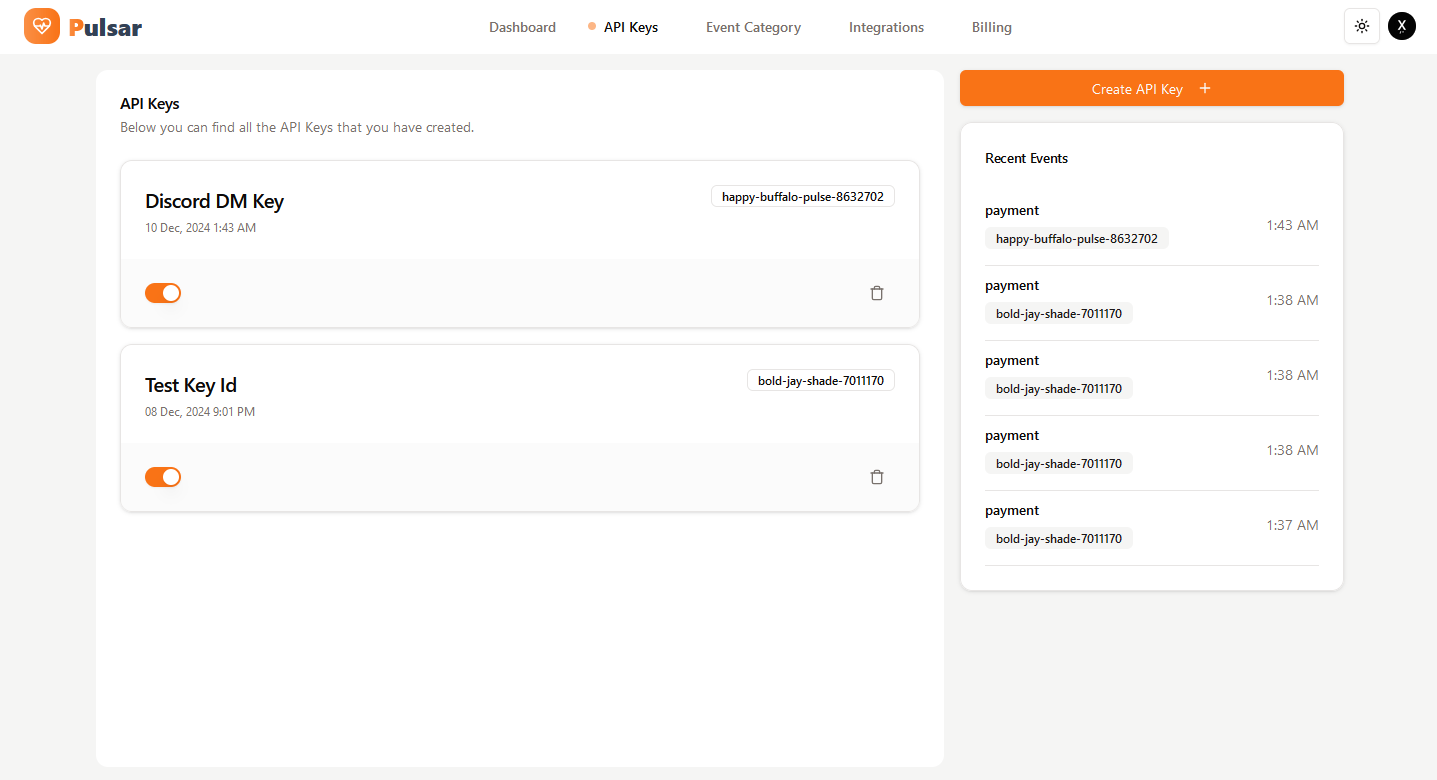 Pulsar
Dashboard
API Keys
Event Category
Integrations
Billing
X
API Keys
Below you can find all the API Keys that you have created.
Discord DM Key
happy-buffalo-pulse-8632702
10 Dec, 2024 1:43 AM
Test Key Id
bold-jay-shade-7011170
08 Dec, 2024 9:01 PM
Create API Key +
Recent Events
payment
happy-buffalo-pulse-8632702
1:43 AM
payment
bold-jay-shade-7011170
1:38 AM
payment
bold-jay-shade-7011170
1:38 AM
payment
bold-jay-shade-7011170
1:38 AM
payment
bold-jay-shade-7011170
1:37 AM